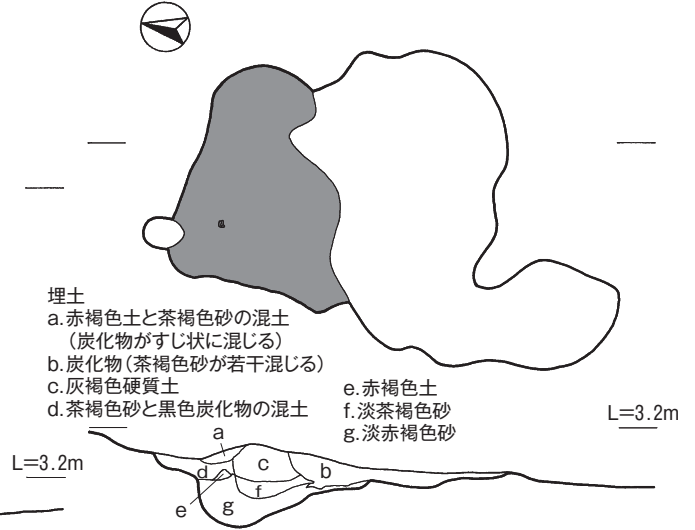 埋土
a.赤褐色土と茶褐色砂の混土
（炭化物がすじ状に混じる）
b.炭化物（茶褐色砂が若干混じる）
c.灰褐色硬質土
d.茶褐色砂と黒色炭化物の混土
e.赤褐色土
f.淡茶褐色砂
g.淡赤褐色砂
L=3.2m
L=3.2m
a
b
c
d
e
f
g